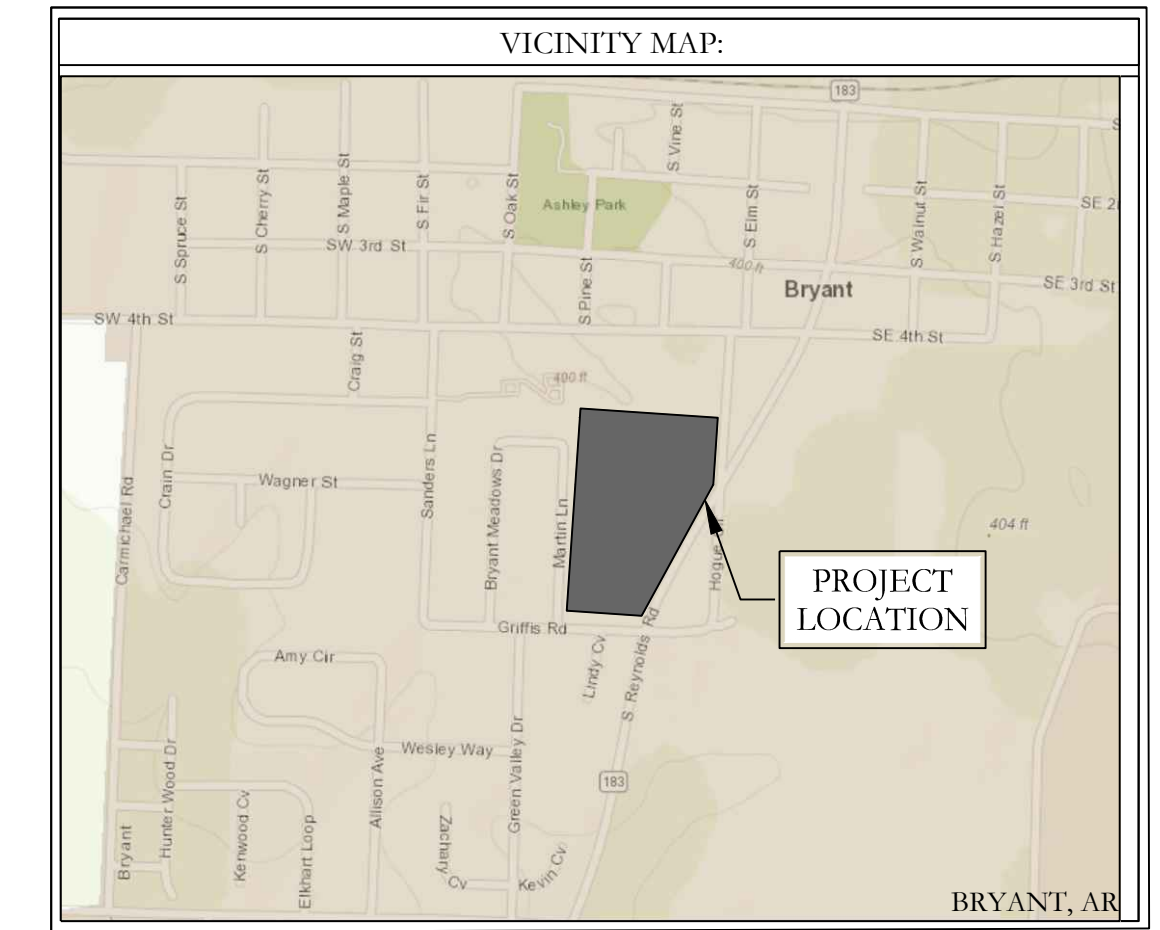 VICINITY MAP:
183
S Vine St
S Spruce St
S Cherry St
S Maple St
S Fir St
S Oak St
Ashley Park
S Elm St
S Walnut St
S Hazel St
SE 2
SW 3rd St
400 ft
S Pine St
Bryant
SE 3rd St
SW 4th St
SE 4th St
Craig St
400 ft
Carmichael Rd
Crain Dr
Wagner St
Sanders Ln
Bryant Meadows Dr
Martin Ln
Hogue
404 ft
PROJECT
LOCATION
Griffis Rd
Lindy Cv
S Reynolds Rd
Amy Cir
Wesley Way
Green Valley Dr
183
Hunter Wood Dr
Allison Ave
Bryant
Kenwood Cv
Elkhart Loop
Zachary
Cv
Kevin Cv
BRYANT, AR